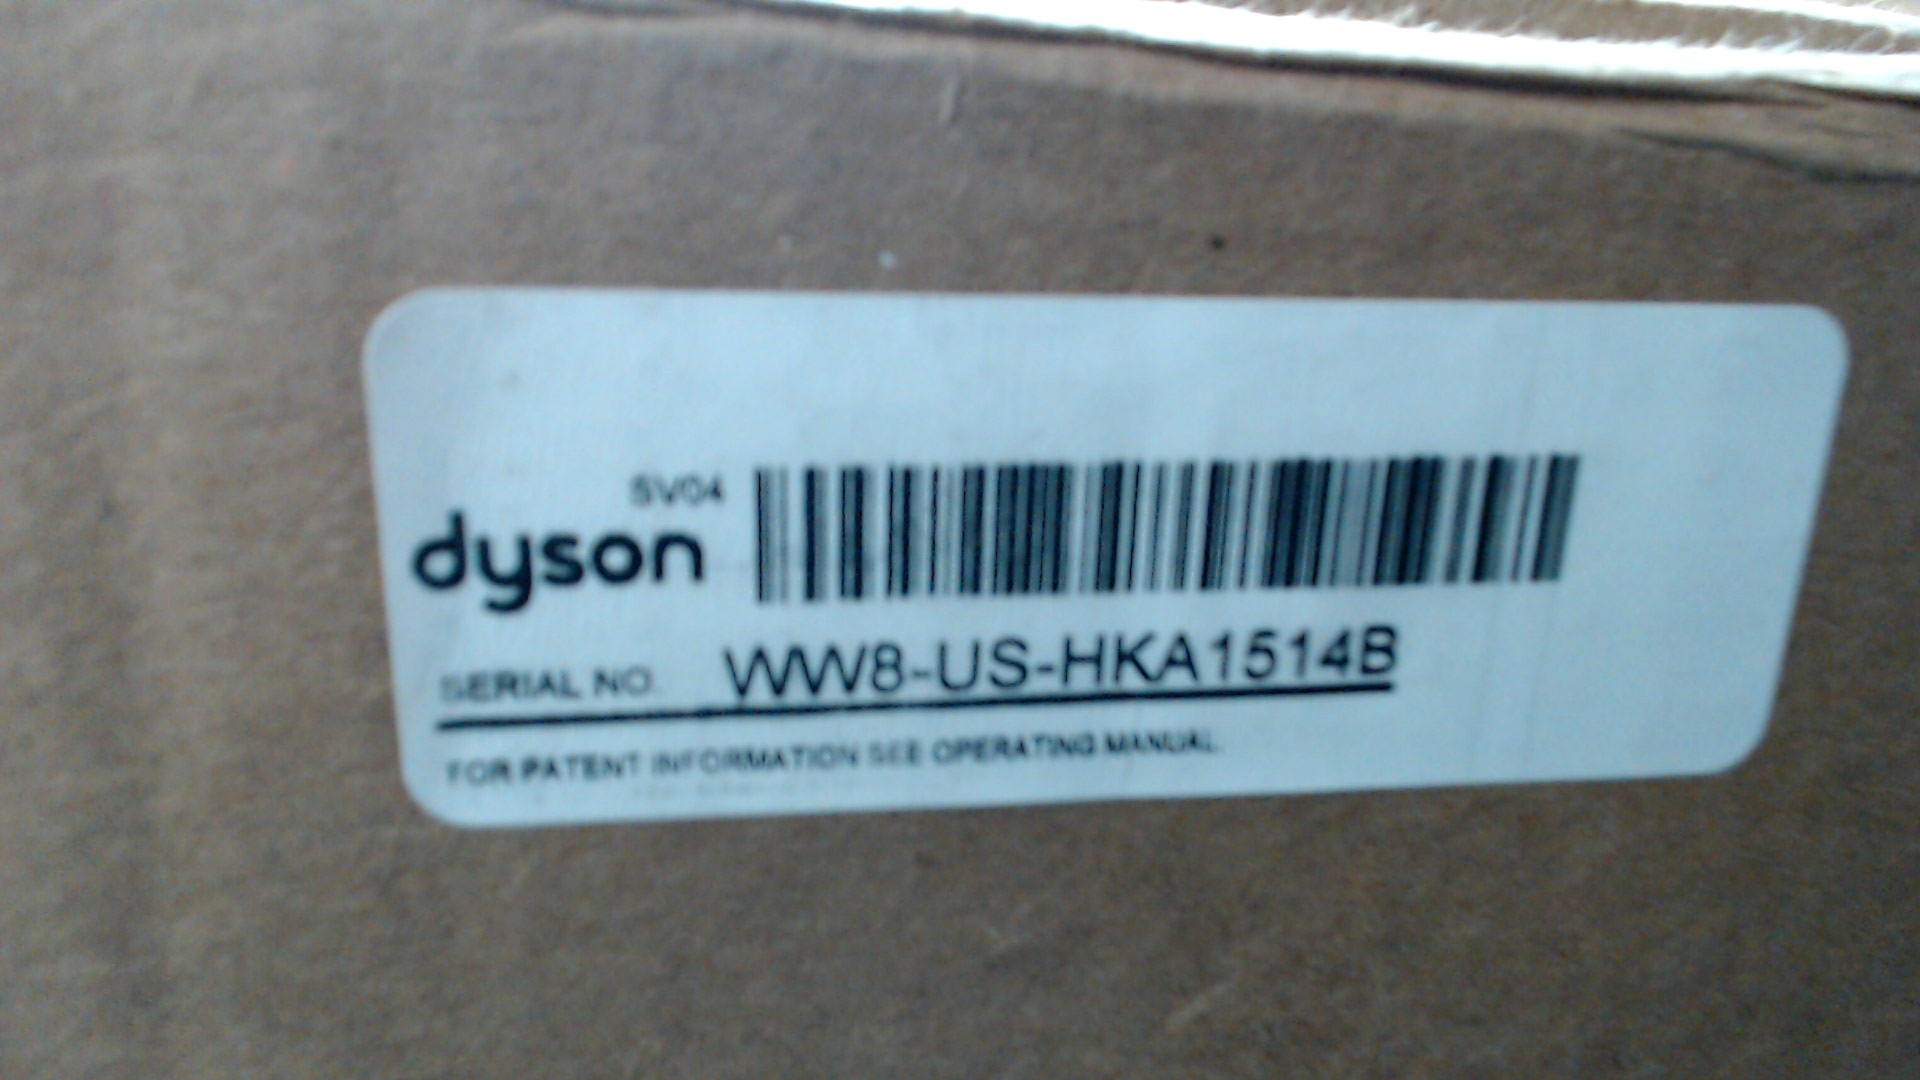 SV04
dyson
SERIAL NO. WW8-US-HKA1514B
FOR PATENT INFORMATION SEE OPERATING MANUAL.